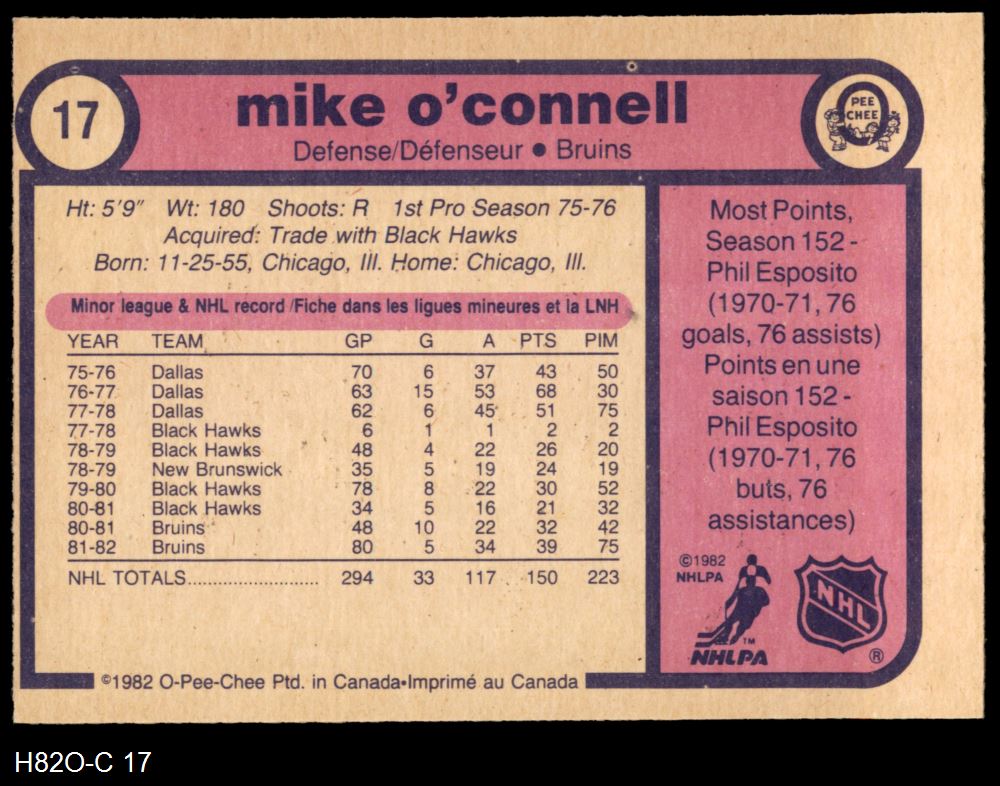 17
mike o'connell
PEE
CHEE
Defense/Défenseur ● Bruins
Ht: 5'9" Wt: 180 Shoots: R 1st Pro Season 75-76
Acquired: Trade with Black Hawks
Born: 11-25-55, Chicago, Ill. Home: Chicago, Ill.
Minor league & NHL record /Fiche dans les ligues mineures et la LNH
YEAR TEAM GP G A PTS PIM
75-76 Dallas 70 6 37 43 50
76-77 Dallas 63 15 53 68 30
77-78 Dallas 62 6 45 51 75
77-78 Black Hawks 6 1 1 2 2
78-79 Black Hawks 48 4 22 26 20
78-79 New Brunswick 35 5 19 24 19
79-80 Black Hawks 78 8 22 30 52
80-81 Black Hawks 34 5 16 21 32
80-81 Bruins 48 10 22 32 42
81-82 Bruins 80 5 34 39 75
NHL TOTALS.......................... 294 33 117 150 223
Most Points,
Season 152 -
Phil Esposito
(1970-71, 76
goals, 76 assists)
Points en une
saison 152 -
Phil Esposito
(1970-71, 76
buts, 76
assistances)
©1982
NHLPA
TM
NHLPA
NHL
®
©1982 O-Pee-Chee Ptd. in Canada•Imprimé au Canada
H82O-C 17